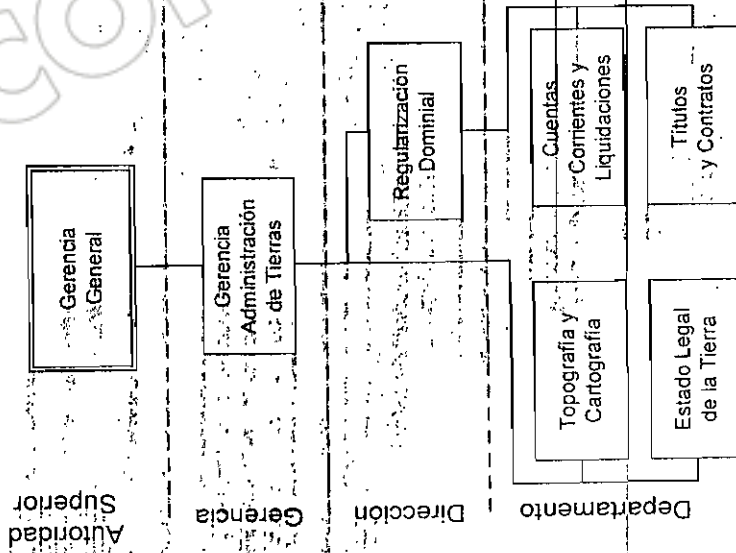 Autoridad
Superior
Gerencia
General
Gerencia
Gerencia
Administración
de Tierras
Dirección
Regularización
Dominial
Departamento
Topografía y
Cartografía
Cuentas
Corrientes y
Liquidaciones
Estado Legal
de la Tierra
Títulos
y Contratos